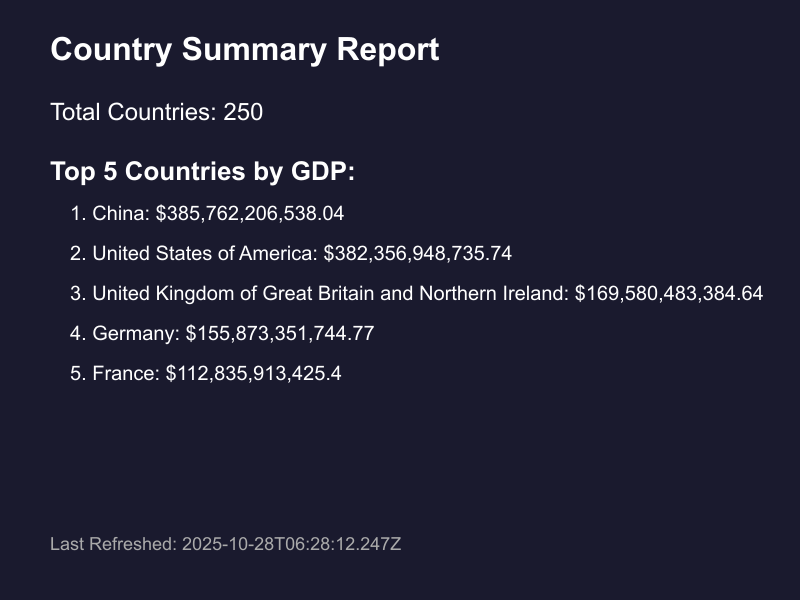 Country Summary Report
Total Countries: 250
Top 5 Countries by GDP:
1. China: $385,762,206,538.04
2. United States of America: $382,356,948,735.74
3. United Kingdom of Great Britain and Northern Ireland: $169,580,483,384.64
4. Germany: $155,873,351,744.77
5. France: $112,835,913,425.4
Last Refreshed: 2025-10-28T06:28:12.247Z